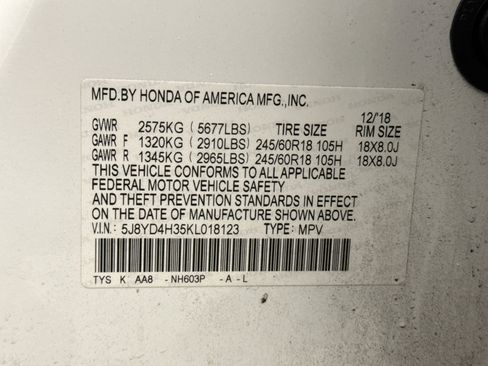 MFD.BY HONDA OF AMERICA MFG.,INC.
12/18
GVWR 2575KG ( 5677LBS) TIRE SIZE RIM SIZE
GAWR F 1320KG ( 2910LBS) 245/60R18 105H 18X8.0J
GAWR R 1345KG ( 2965LBS) 245/60R18 105H 18X8.0J
THIS VEHICLE CONFORMS TO ALL APPLICABLE
FEDERAL MOTOR VEHICLE SAFETY
AND THEFT PREVENTION STANDARDS IN EFFECT
ON THE DATE OF MANUFACTURE SHOWN ABOVE.
V.I.N.: 5J8YD4H35KL018123 TYPE: MPV
TYS K AA8 -NH603P -A-L